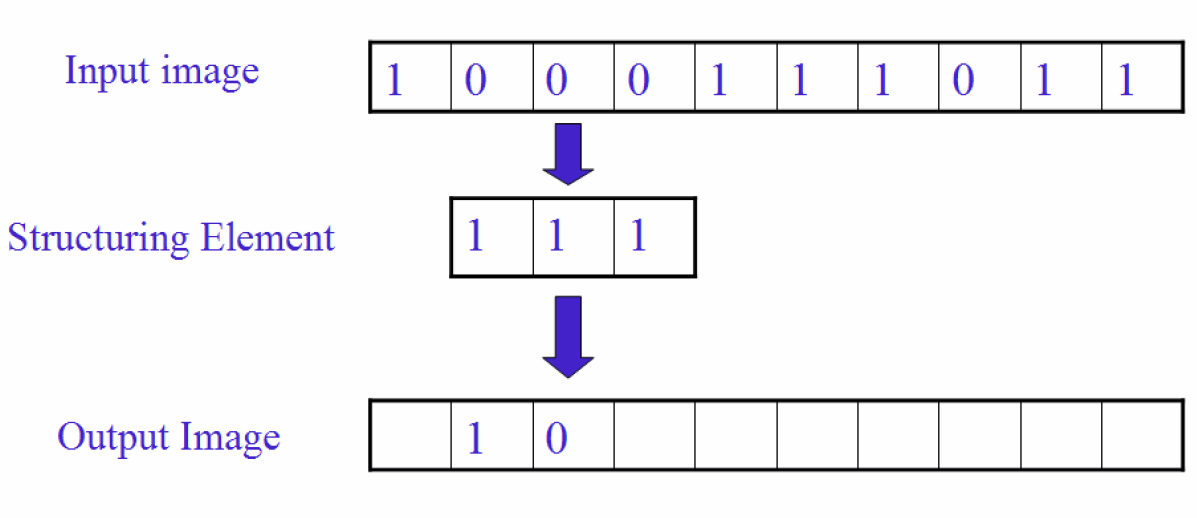 Input image 1 0 0 0 1 1 1 0 1 1
Structuring Element 1 1 1
Output Image 1 0